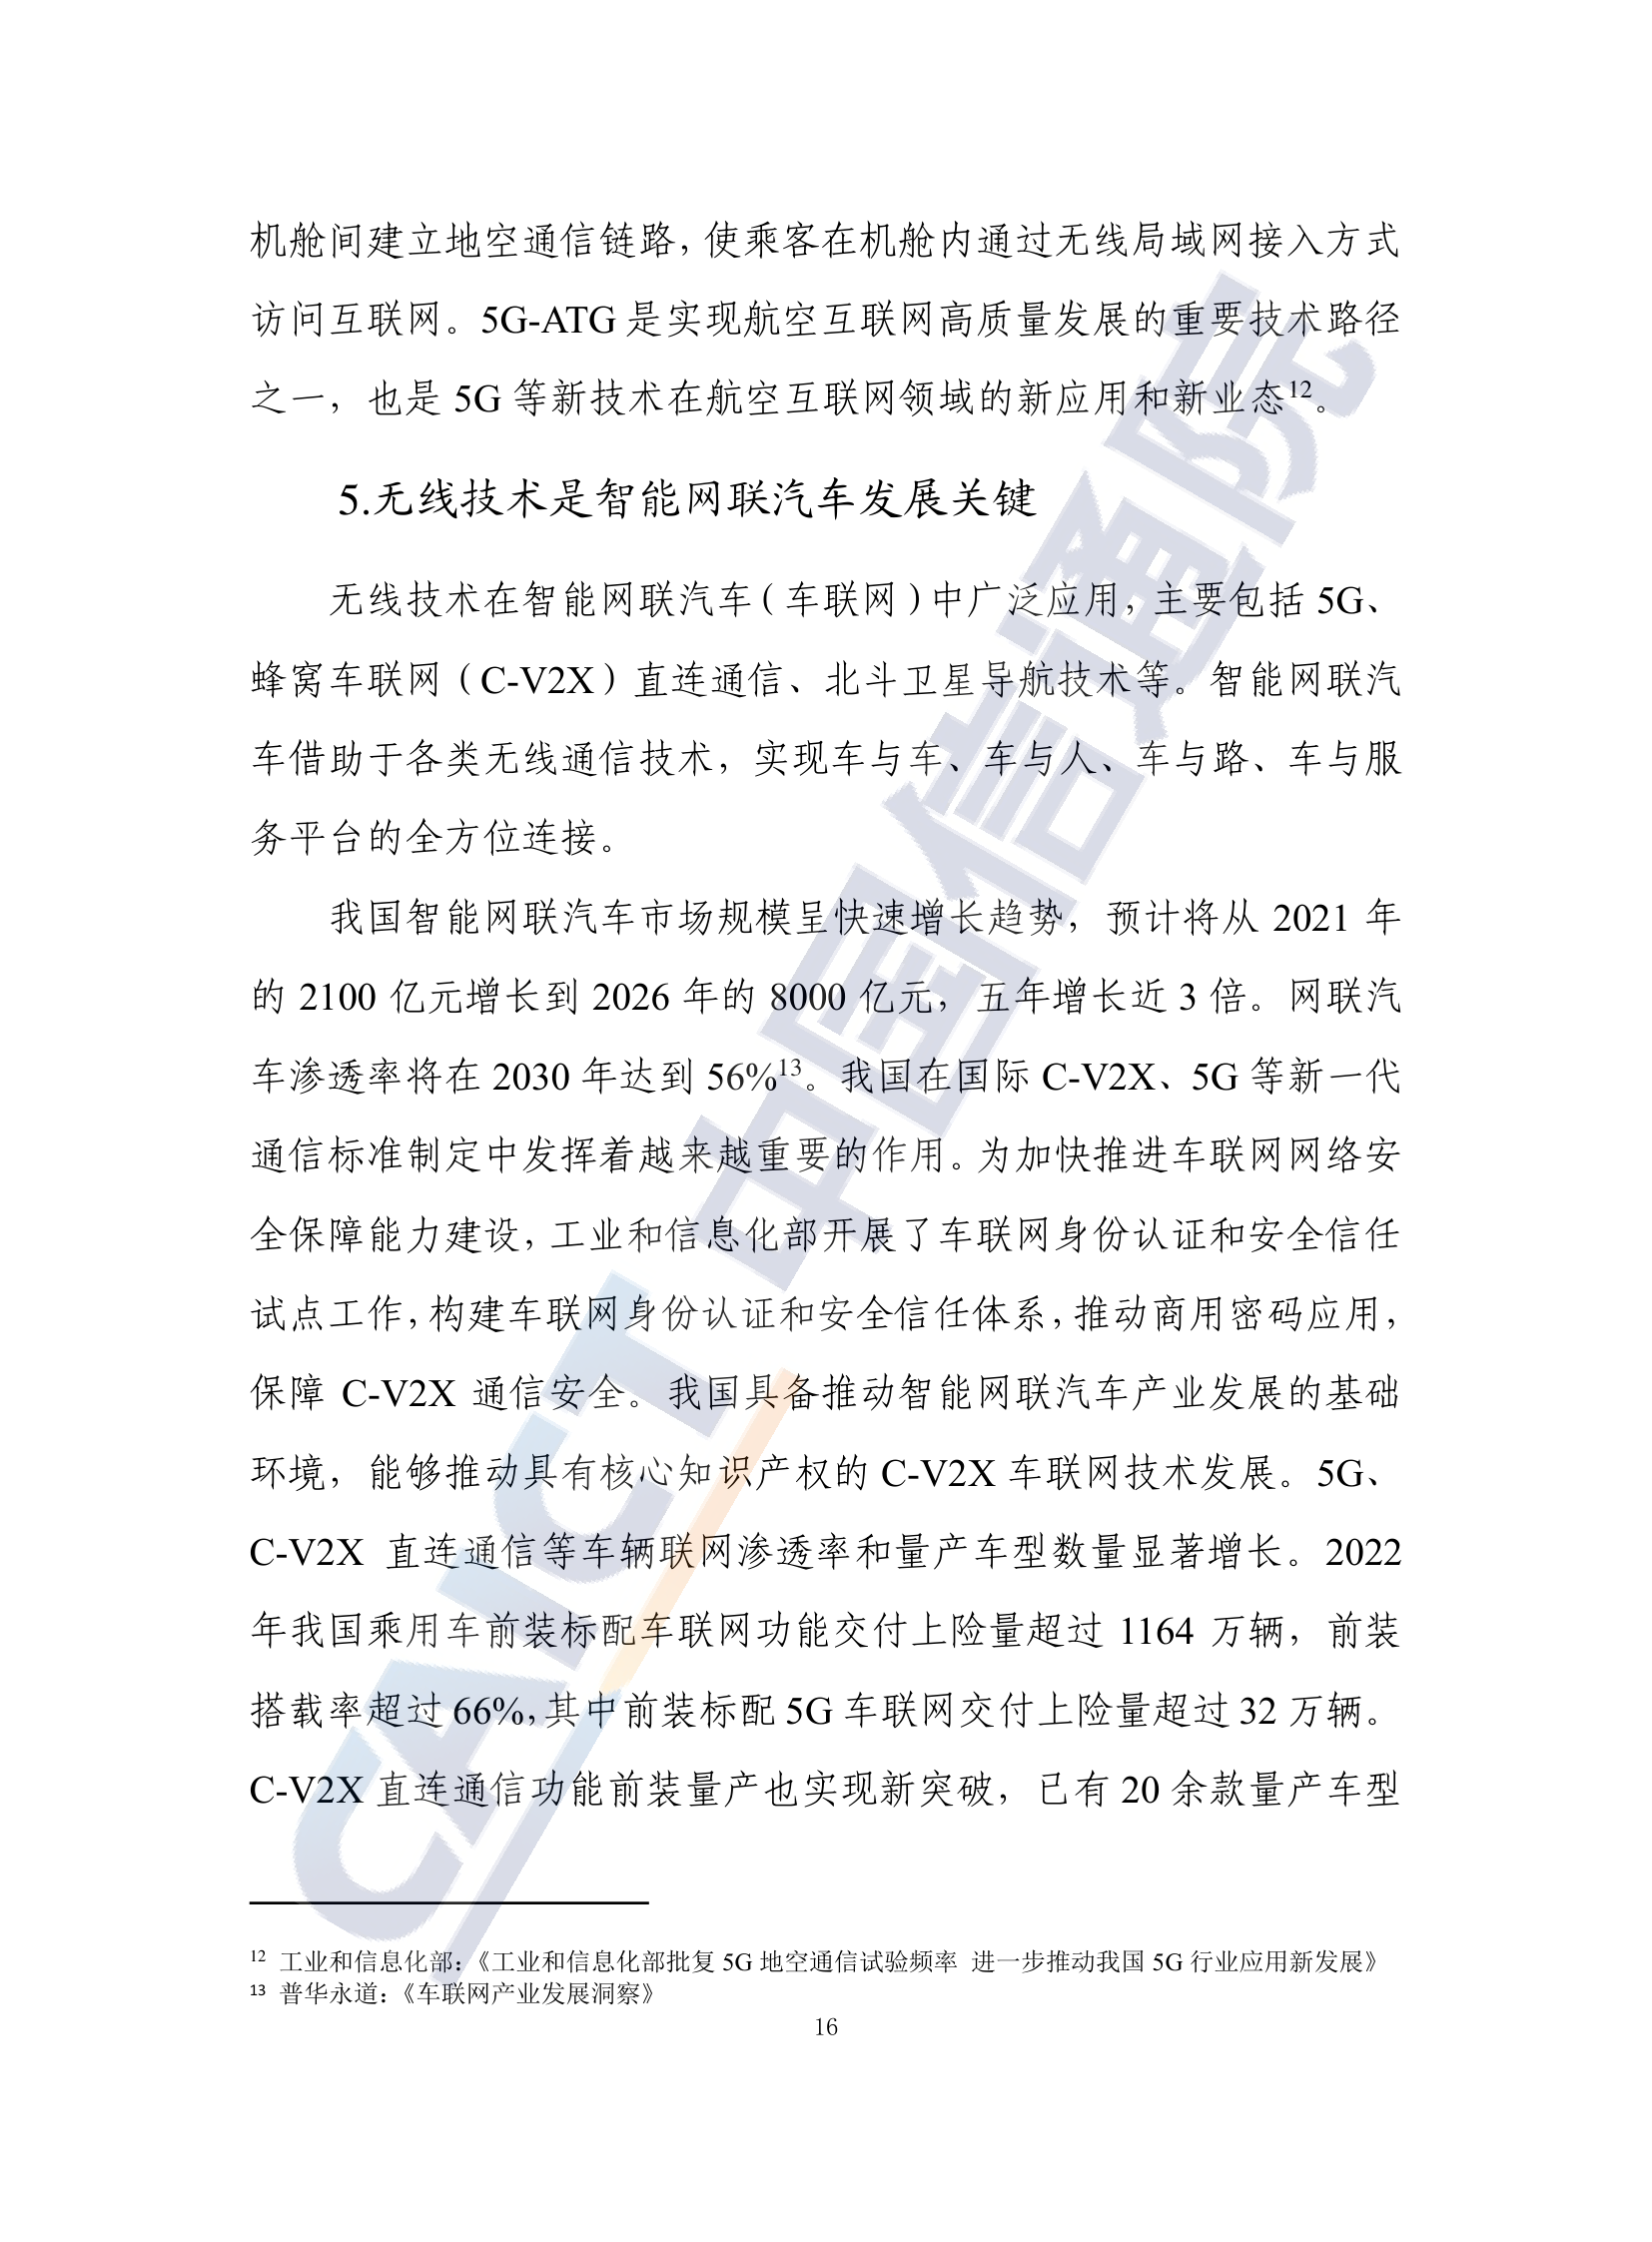 机舱间建立地空通信链路，使乘客在机舱内通过无线局域网接入方式
访问互联网。5G-ATG 是实现航空互联网高质量发展的重要技术路径
之一，也是 5G 等新技术在航空互联网领域的新应用和新业态12。
5.无线技术是智能网联汽车发展关键
无线技术在智能网联汽车（车联网）中广泛应用，主要包括 5G、
蜂窝车联网（C-V2X）直连通信、北斗卫星导航技术等。智能网联汽
车借助于各类无线通信技术，实现车与车、车与人、车与路、车与服
务平台的全方位连接。
我国智能网联汽车市场规模呈快速增长趋势，预计将从 2021 年
的 2100 亿元增长到 2026 年的 8000 亿元，五年增长近 3 倍。网联汽
车渗透率将在 2030 年达到 56%13。我国在国际 C-V2X、5G 等新一代
通信标准制定中发挥着越来越重要的作用。为加快推进车联网网络安
全保障能力建设，工业和信息化部开展了车联网身份认证和安全信任
试点工作，构建车联网身份认证和安全信任体系，推动商用密码应用，
保障 C-V2X 通信安全。我国具备推动智能网联汽车产业发展的基础
环境，能够推动具有核心知识产权的 C-V2X 车联网技术发展。5G、
C-V2X 直连通信等车辆联网渗透率和量产车型数量显著增长。2022
年我国乘用车前装标配车联网功能交付上险量超过 1164 万辆，前装
搭载率超过 66%，其中前装标配 5G 车联网交付上险量超过 32 万辆。
C-V2X 直连通信功能前装量产也实现新突破，已有 20 余款量产车型
12 工业和信息化部：《工业和信息化部批复 5G 地空通信试验频率 进一步推动我国 5G 行业应用新发展》
13 普华永道：《车联网产业发展洞察》
16
CAICT 中国信通院